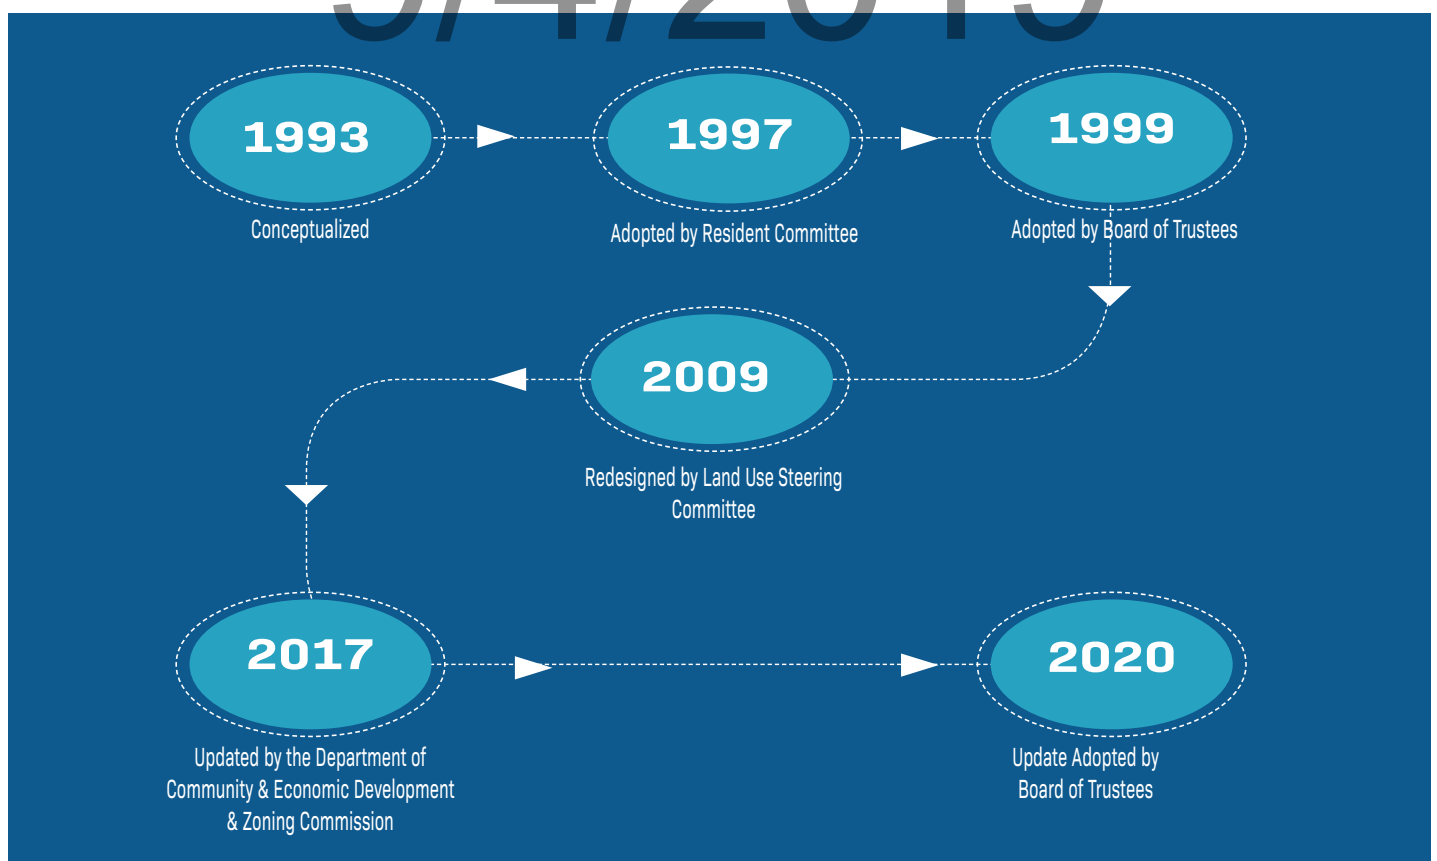 1993
Conceptualized
1997
Adopted by Resident Committee
1999
Adopted by Board of Trustees
2009
Redesigned by Land Use Steering
Committee
2017
Updated by the Department of
Community & Economic Development
& Zoning Commission
2020
Update Adopted by
Board of Trustees